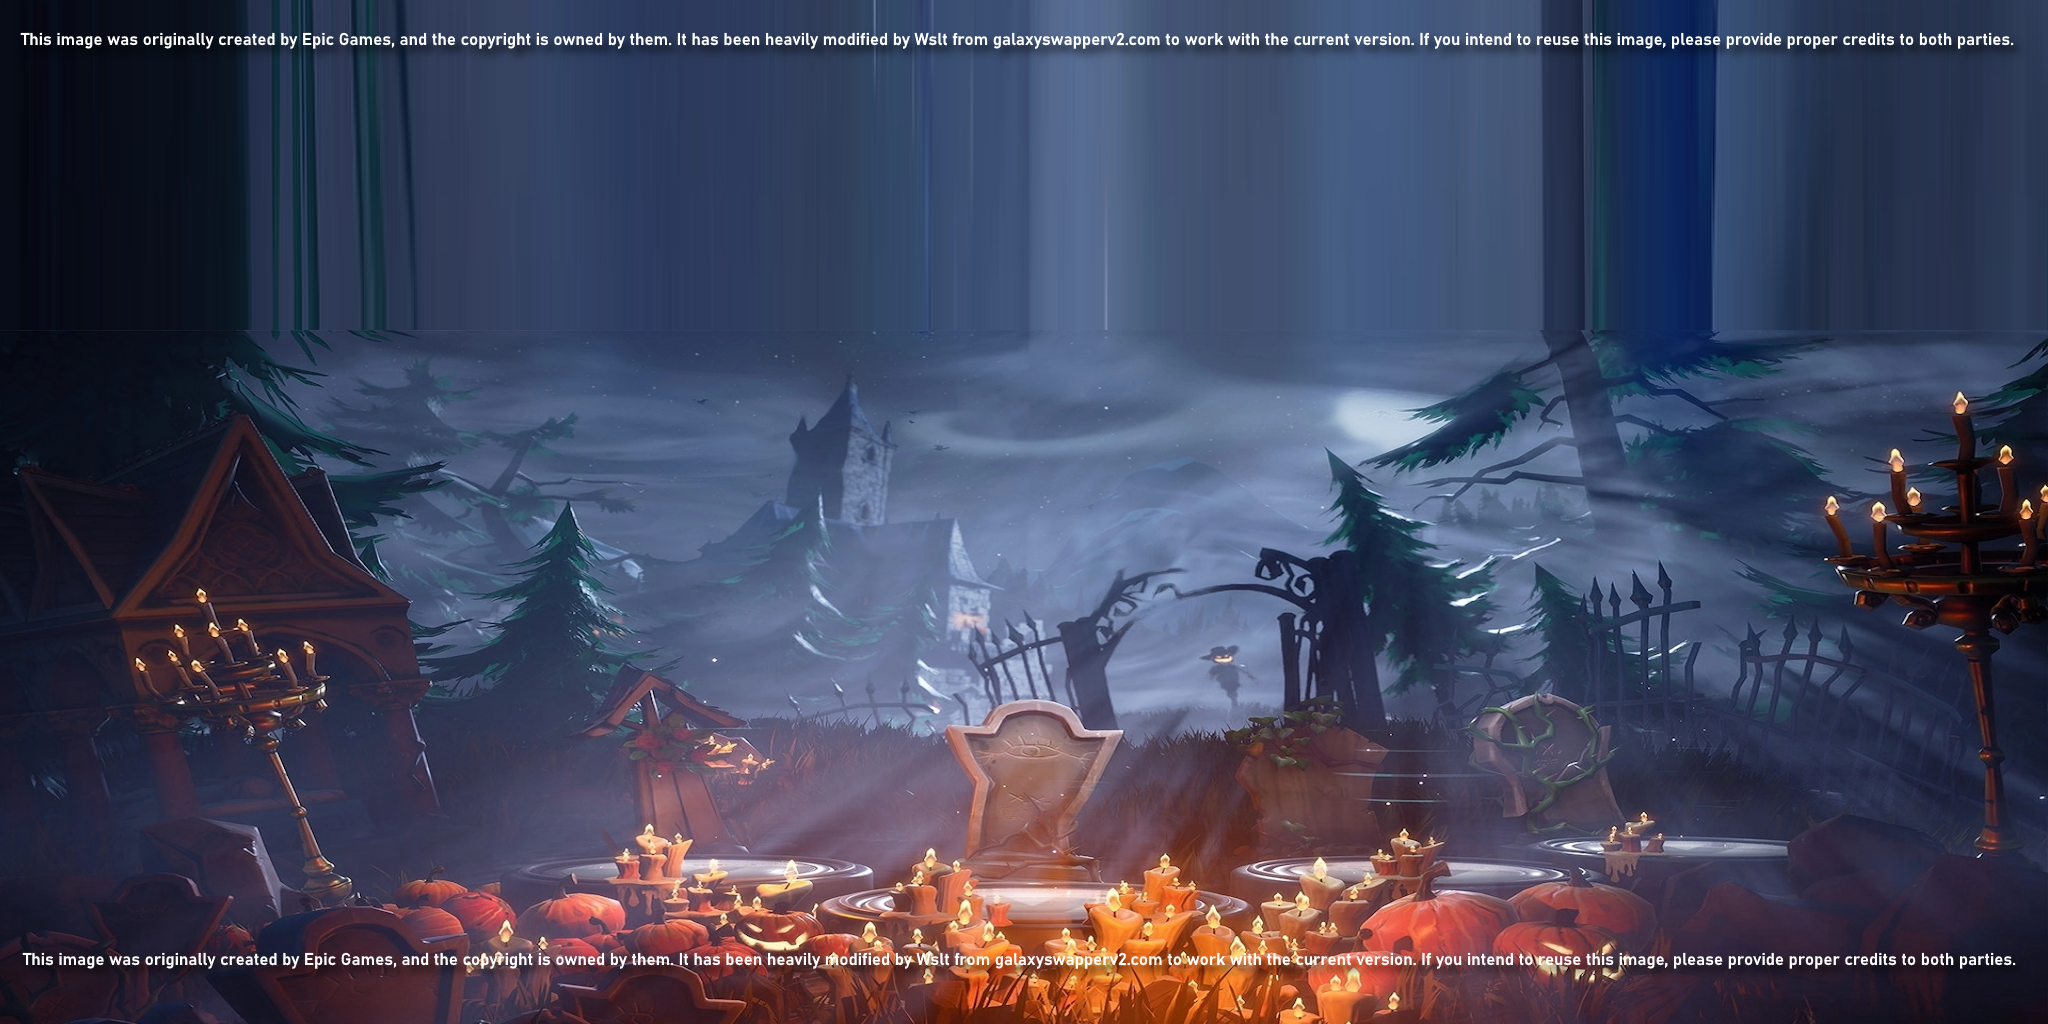 This image was originally created by Epic Games, and the copyright is owned by them. It has been heavily modified by Wslt from galaxyswapperv2.com to work with the current version. If you intend to reuse this image, please provide proper credits to both parties.
This image was originally created by Epic Games, and the copyright is owned by them. It has been heavily modified by Wslt from galaxyswapperv2.com to work with the current version. If you intend to reuse this image, please provide proper credits to both parties.